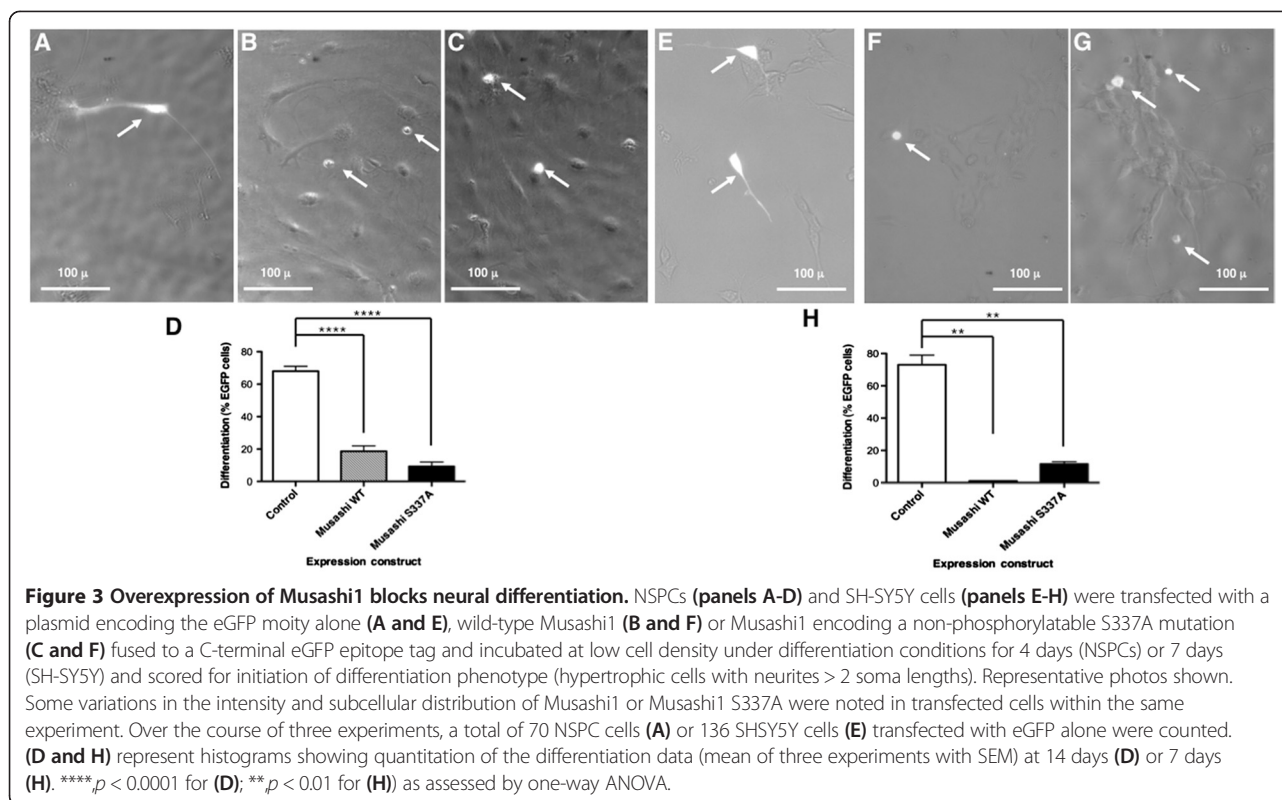 A
B
C
E
F
G
100 µ
100 µ
100 µ
100 µ
100 µ
100 µ
D
****
****
Differentiation (% EGFP cells)
80
60
40
20
0
Control
Musashi WT
Musashi S337A
Expression construct
H
**
**
Differentiation (% EGFP cells)
80
60
40
20
0
Control
Musashi WT
Musashi S337A
Expression construct
Figure 3 Overexpression of Musashi1 blocks neural differentiation. NSPCs (panels A-D) and SH-SY5Y cells (panels E-H) were transfected with a
plasmid encoding the eGFP moity alone (A and E), wild-type Musashi1 (B and F) or Musashi1 encoding a non-phosphorylatable S337A mutation
(C and F) fused to a C-terminal eGFP epitope tag and incubated at low cell density under differentiation conditions for 4 days (NSPCs) or 7 days
(SH-SY5Y) and scored for initiation of differentiation phenotype (hypertrophic cells with neurites > 2 soma lengths). Representative photos shown.
Some variations in the intensity and subcellular distribution of Musashi1 or Musashi1 S337A were noted in transfected cells within the same
experiment. Over the course of three experiments, a total of 70 NSPC cells (A) or 136 SHSY5Y cells (E) transfected with eGFP alone were counted.
(D and H) represent histograms showing quantitation of the differentiation data (mean of three experiments with SEM) at 14 days (D) or 7 days
(H). ****,p < 0.0001 for (D); **,p < 0.01 for (H)) as assessed by one-way ANOVA.